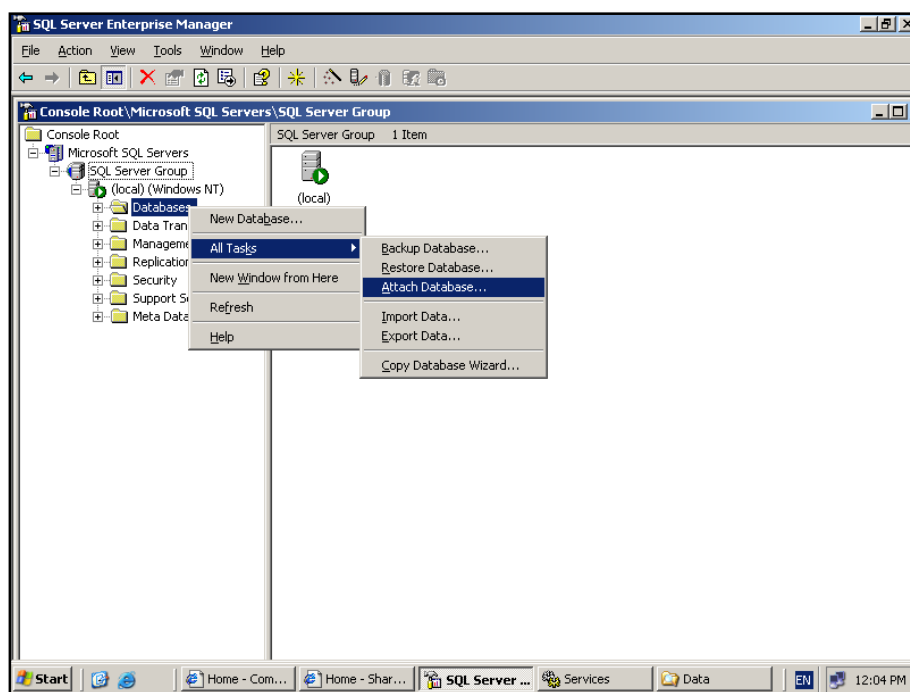 SQL Server Enterprise Manager
File Action View Tools Window Help
Console Root\Microsoft SQL Servers\SQL Server Group
Console Root
Microsoft SQL Servers
SQL Server Group
(local) (Windows NT)
Databases
Data Tran
Manageme
Replication
Security
Support S
Meta Data
SQL Server Group 1 Item
(local)
New Database...
All Tasks
New Window from Here
Refresh
Help
Backup Database...
Restore Database...
Attach Database...
Import Data...
Export Data...
Copy Database Wizard...
Start
Home - Com...
Home - Shar...
SQL Server ...
Services
Data
EN
12:04 PM